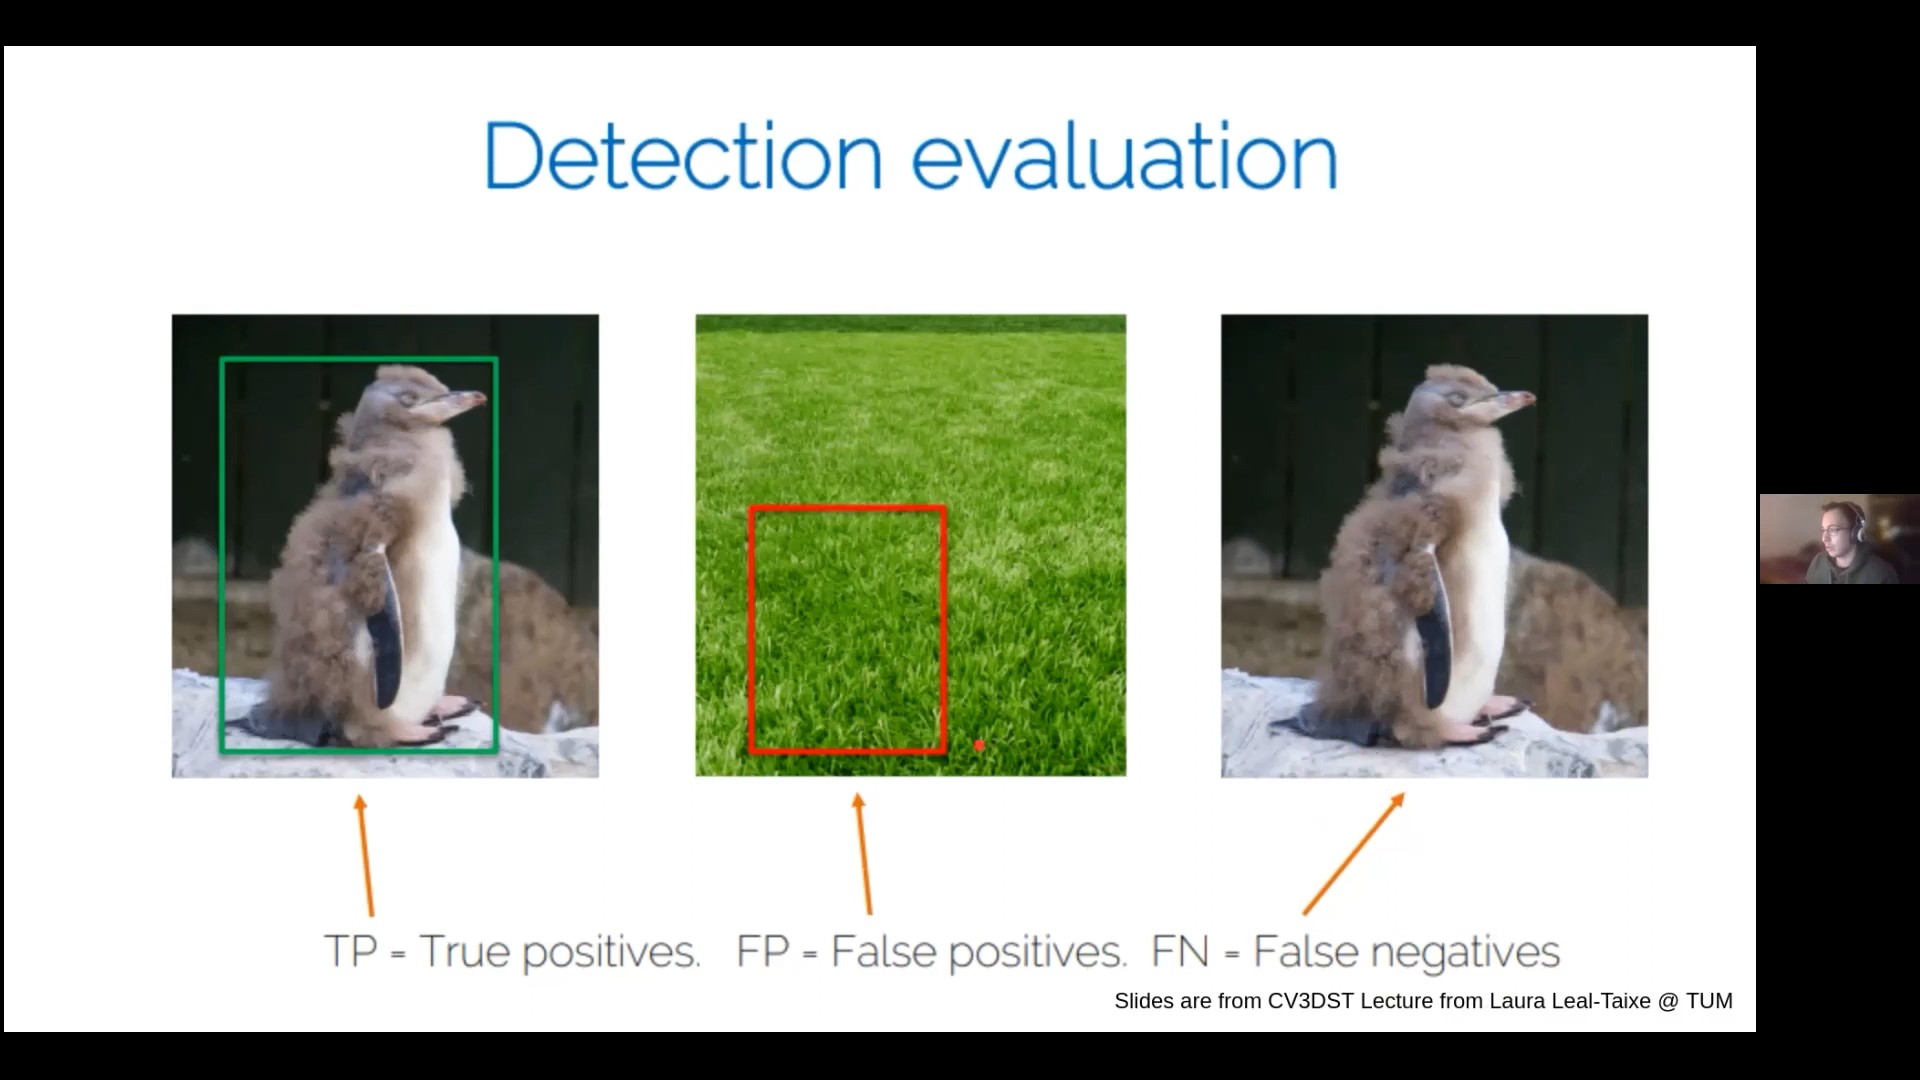 Detection evaluation
TP = True positives. FP = False positives. FN = False negatives
Slides are from CV3DST Lecture from Laura Leal-Taixe @ TUM